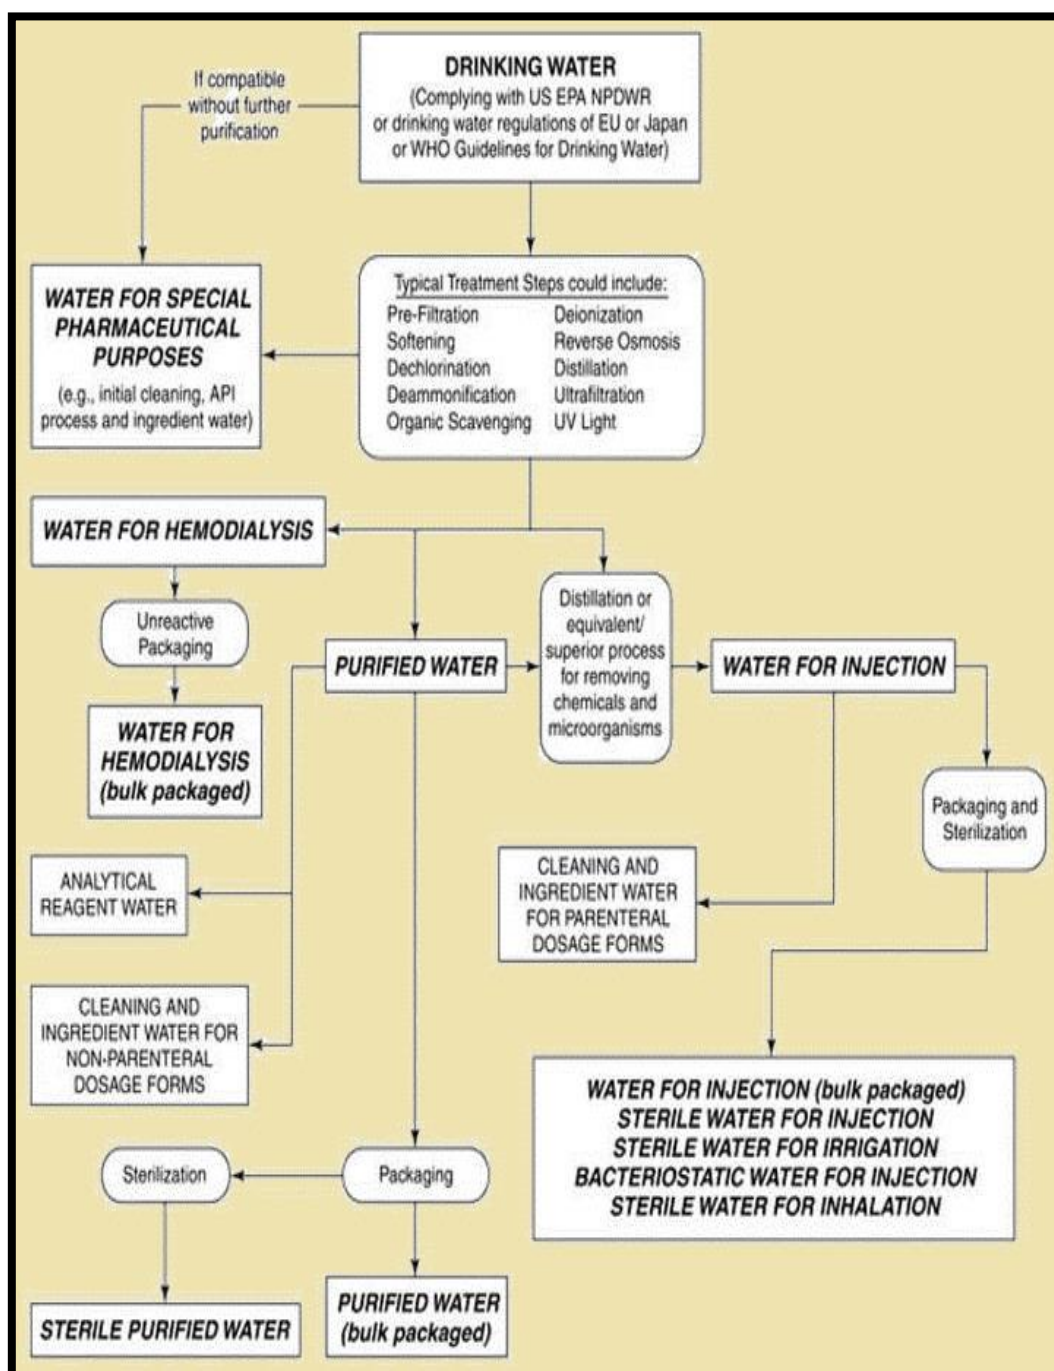 DRINKING WATER
(Complying with US EPA NPDWR
or drinking water regulations of EU or Japan
or WHO Guidelines for Drinking Water)
If compatible
without further
purification
WATER FOR SPECIAL
PHARMACEUTICAL
PURPOSES
(e.g., initial cleaning, API
process and ingredient water)
Typical Treatment Steps could include:
Pre-Filtration
Softening
Dechlorination
Deammonification
Organic Scavenging
Deionization
Reverse Osmosis
Distillation
Ultrafiltration
UV Light
WATER FOR HEMODIALYSIS
Unreactive
Packaging
WATER FOR
HEMODIALYSIS
(bulk packaged)
PURIFIED WATER
Distillation or
equivalent/
superior process
for removing
chemicals and
microorganisms
WATER FOR INJECTION
Packaging and
Sterilization
ANALYTICAL
REAGENT WATER
CLEANING AND
INGREDIENT WATER
FOR PARENTERAL
DOSAGE FORMS
CLEANING AND
INGREDIENT WATER FOR
NON-PARENTERAL
DOSAGE FORMS
WATER FOR INJECTION (bulk packaged)
STERILE WATER FOR INJECTION
STERILE WATER FOR IRRIGATION
BACTERIOSTATIC WATER FOR INJECTION
STERILE WATER FOR INHALATION
Sterilization
Packaging
STERILE PURIFIED WATER
PURIFIED WATER
(bulk packaged)